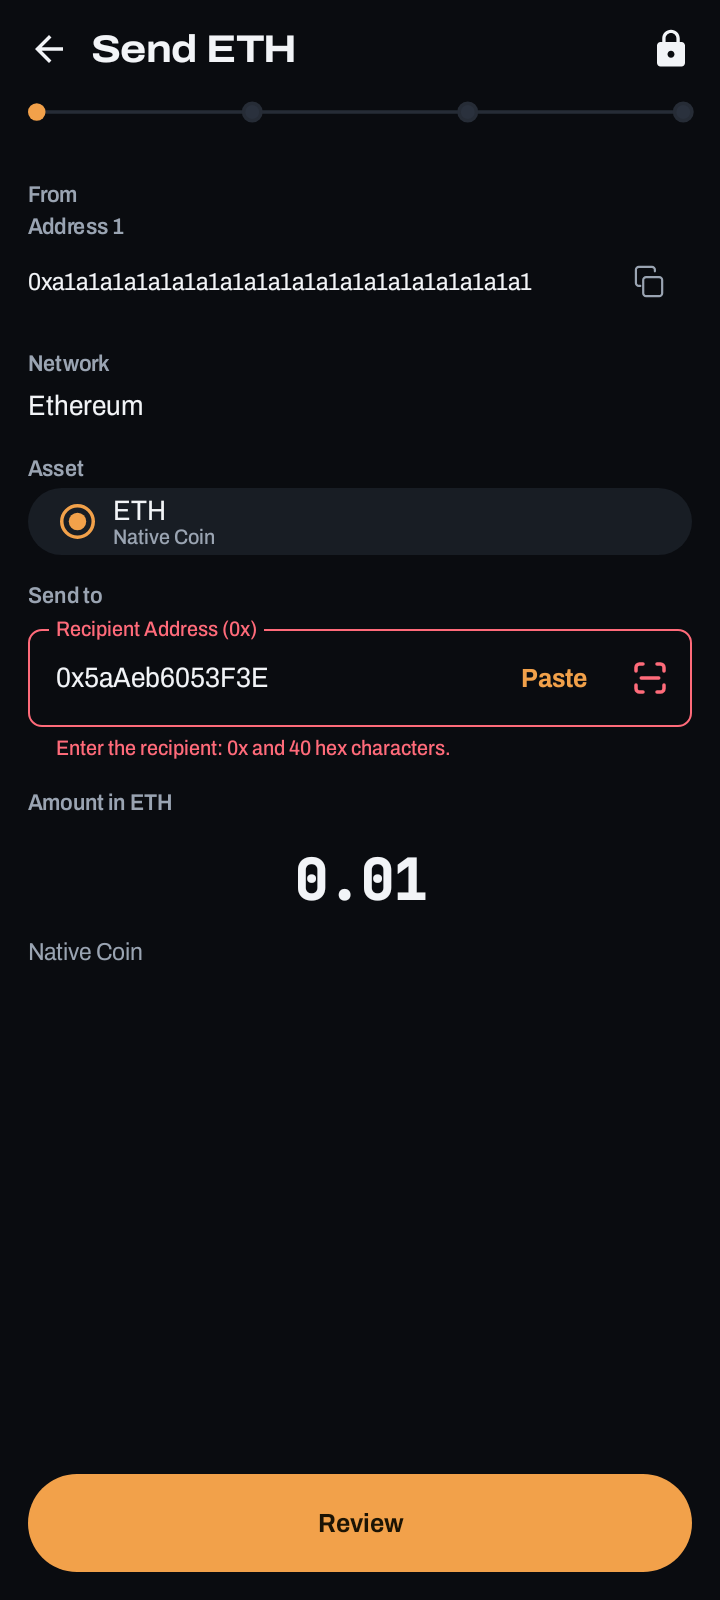 Send ETH
From
Address 1
0xa1a1a1a1a1a1a1a1a1a1a1a1a1a1a1a1a1a1a1a1
Network
Ethereum
Asset
ETH
Native Coin
Send to
Recipient Address (0x)
0x5aAeb6053F3E Paste
Enter the recipient: 0x and 40 hex characters.
Amount in ETH
0.01
Native Coin
Review